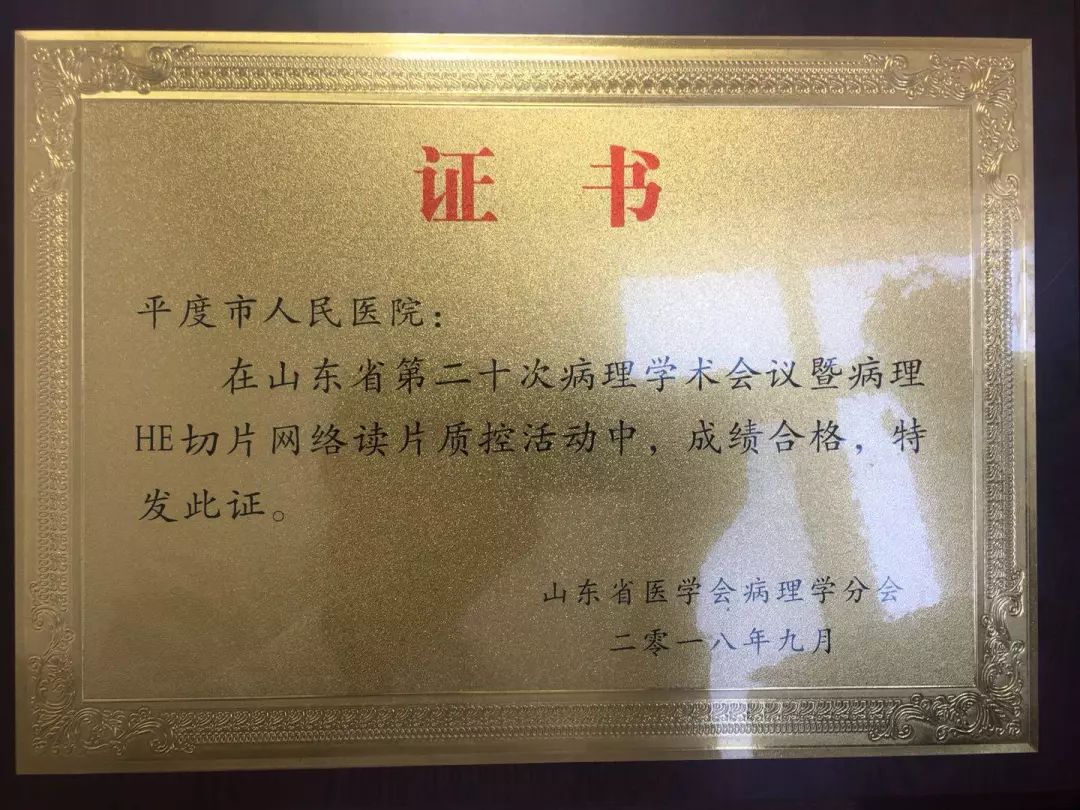 证书
平度市人民医院：
在山东省第二十次病理学术会议暨病理
HE切片网络读片质控活动中，成绩合格，特
发此证。
山东省医学会病理学分会
二零一八年九月